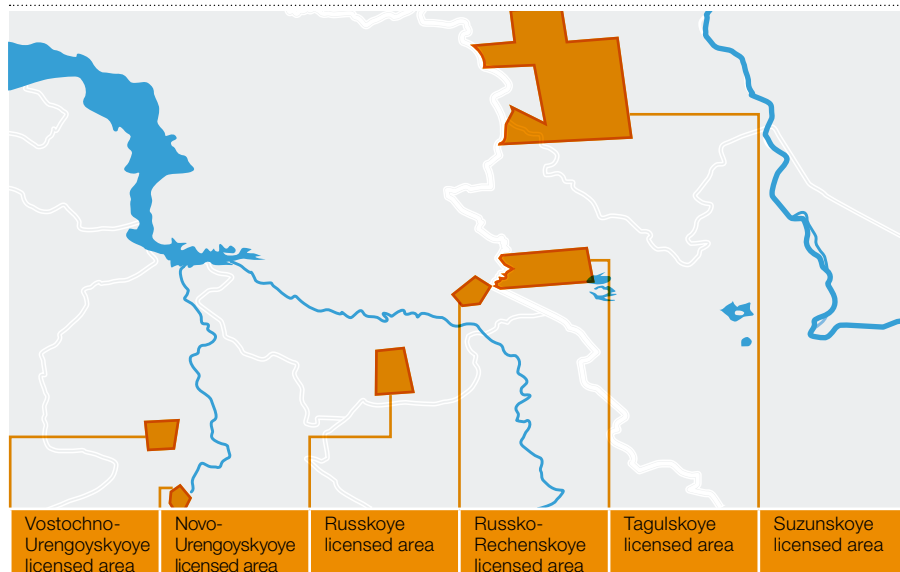 Vostochno-
Urengoyskyoye
licensed area
Novo-
Urengoyskyoye
licensed area
Russkoye
licensed area
Russko-
Rechenskoye
licensed area
Tagulskoye
licensed area
Suzunskoye
licensed area